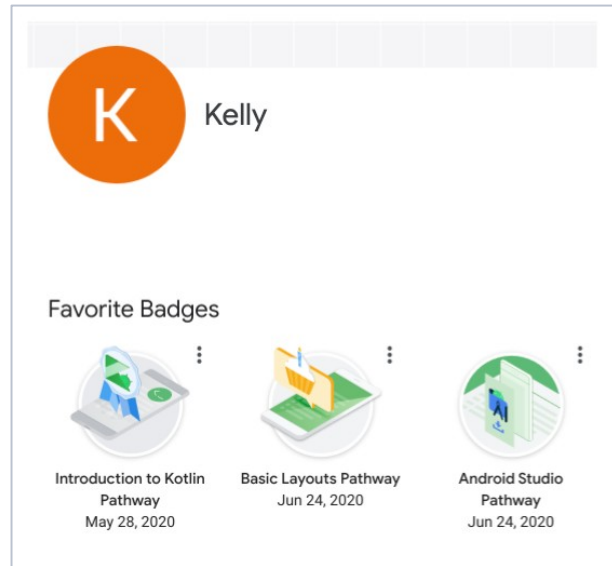 K
Kelly
Favorite Badges
Introduction to Kotlin
Pathway
May 28, 2020
Basic Layouts Pathway
Jun 24, 2020
Android Studio
Pathway
Jun 24, 2020